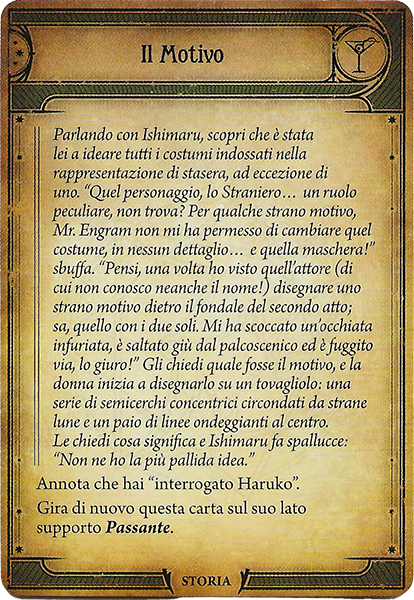 Il Motivo
Parlando con Ishimaru, scopri che è stata
lei a ideare tutti i costumi indossati nella
rappresentazione di stasera, ad eccezione di
uno. “Quel personaggio, lo Straniero… un ruolo
peculiare, non trova? Per qualche strano motivo,
Mr. Engram non mi ha permesso di cambiare quel
costume, in nessun dettaglio… e quella maschera!”
sbuffa. “Pensi, una volta ho visto quell’attore (di
cui non conosco neanche il nome!) disegnare uno
strano motivo dietro il fondale del secondo atto;
sa, quello con i due soli. Mi ha scoccato un’occhiata
infuriata, è saltato giù dal palcoscenico ed è fuggito
via, lo giuro!” Gli chiedi quale fosse il motivo, e la
donna inizia a disegnarlo su un tovagliolo: una
serie di semicerchi concentrici circondati da strane
lune e un paio di linee ondeggianti al centro.
Le chiedi cosa significa e Ishimaru fa spallucce:
“Non ne ho la più pallida idea.”
Annota che hai “interrogato Haruko”.
Gira di nuovo questa carta sul suo lato
supporto Passante.
STORIA